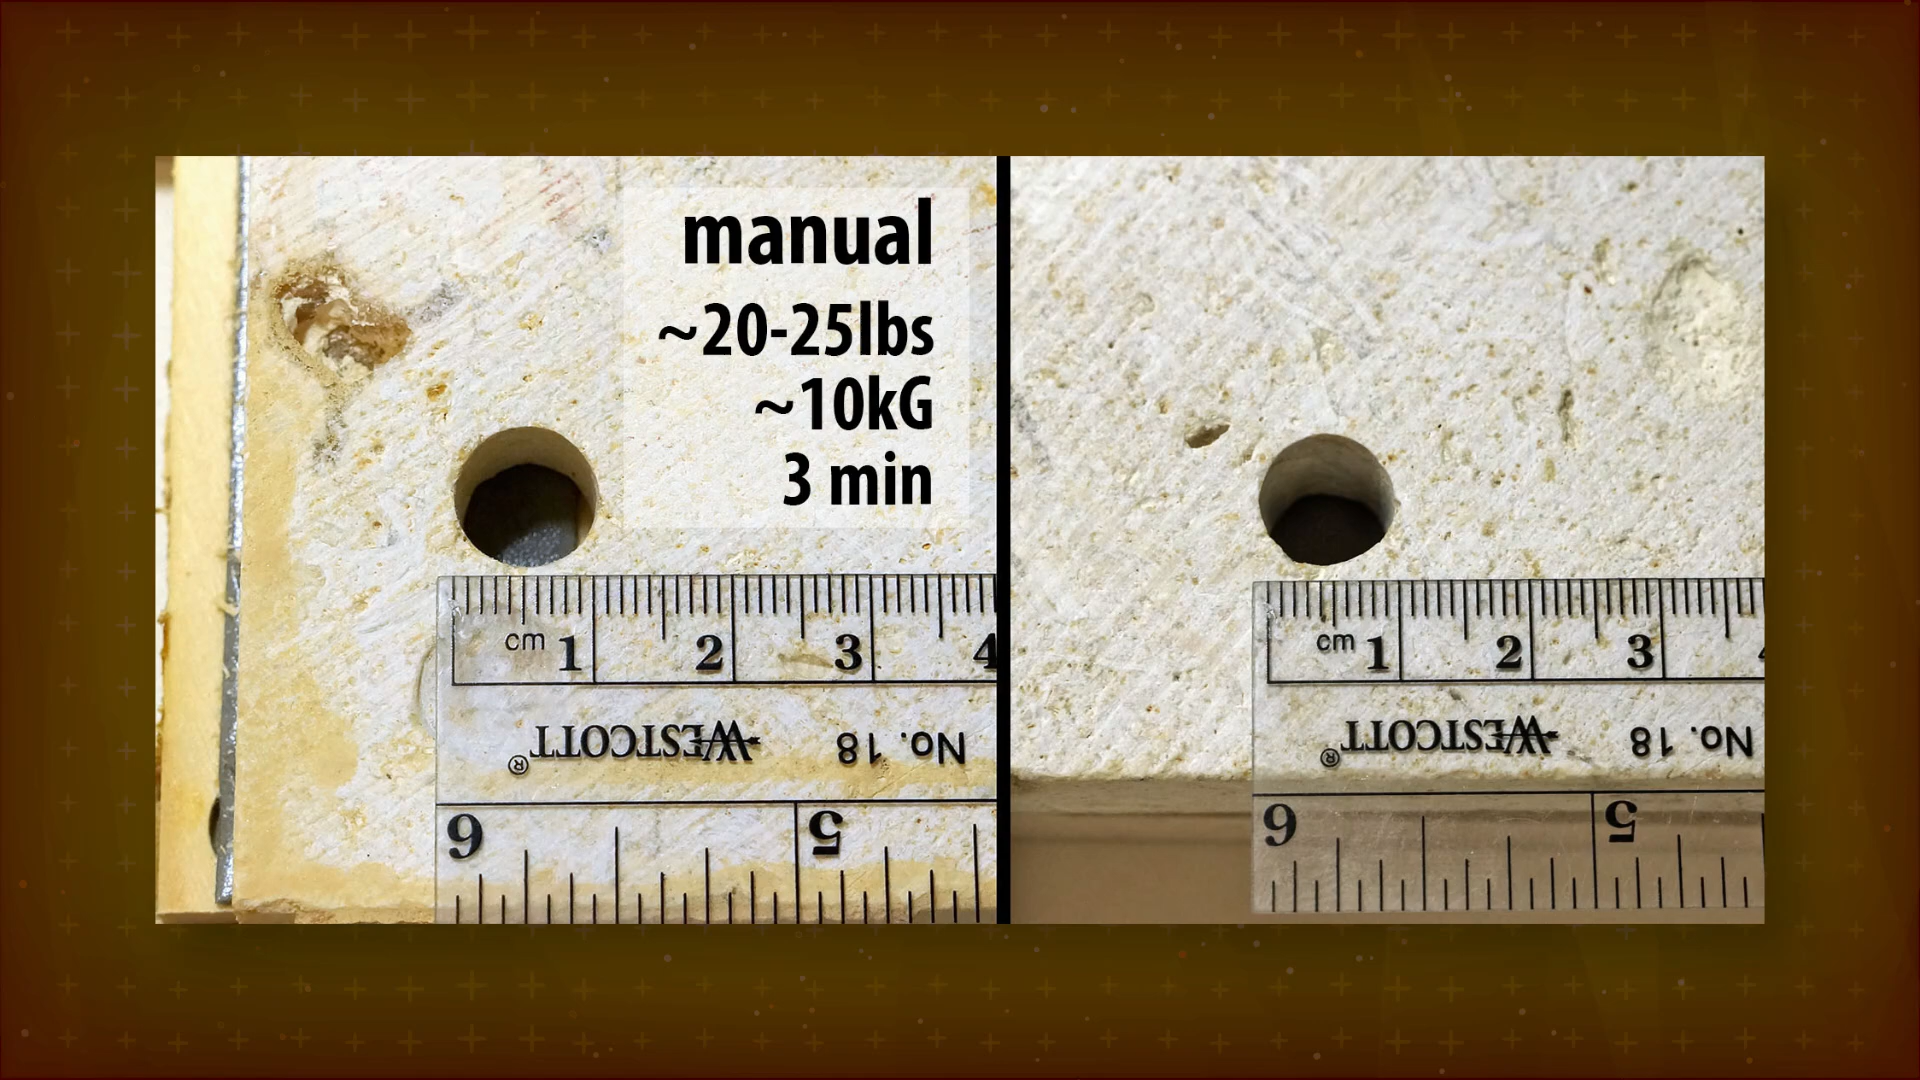 manual
~20-25lbs
~10kG
3 min
cm 1 2 3 4
WESTCOTT® No. 18
6 5
cm 1 2 3
WESTCOTT® No. 18
6 5